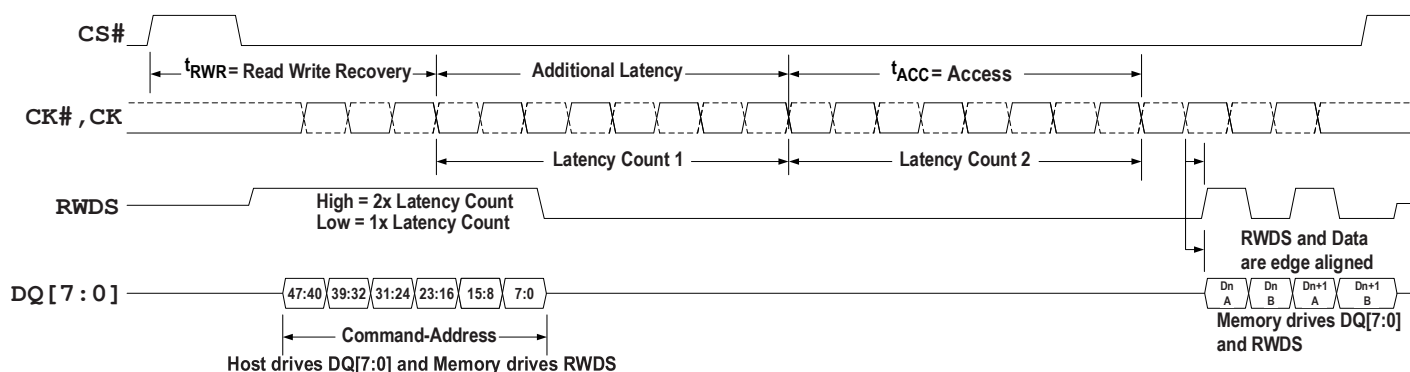 CS#
tRWR= Read Write Recovery
Additional Latency
tACC= Access
CK#,CK
Latency Count 1
Latency Count 2
RWDS
High = 2x Latency Count
Low = 1x Latency Count
RWDS and Data
are edge aligned
DQ[7:0]
47:40 39:32 31:24 23:16 15:8 7:0
Dn A
Dn B
Dn+1 A
Dn+1 B
Command-Address
Memory drives DQ[7:0]
and RWDS
Host drives DQ[7:0] and Memory drives RWDS